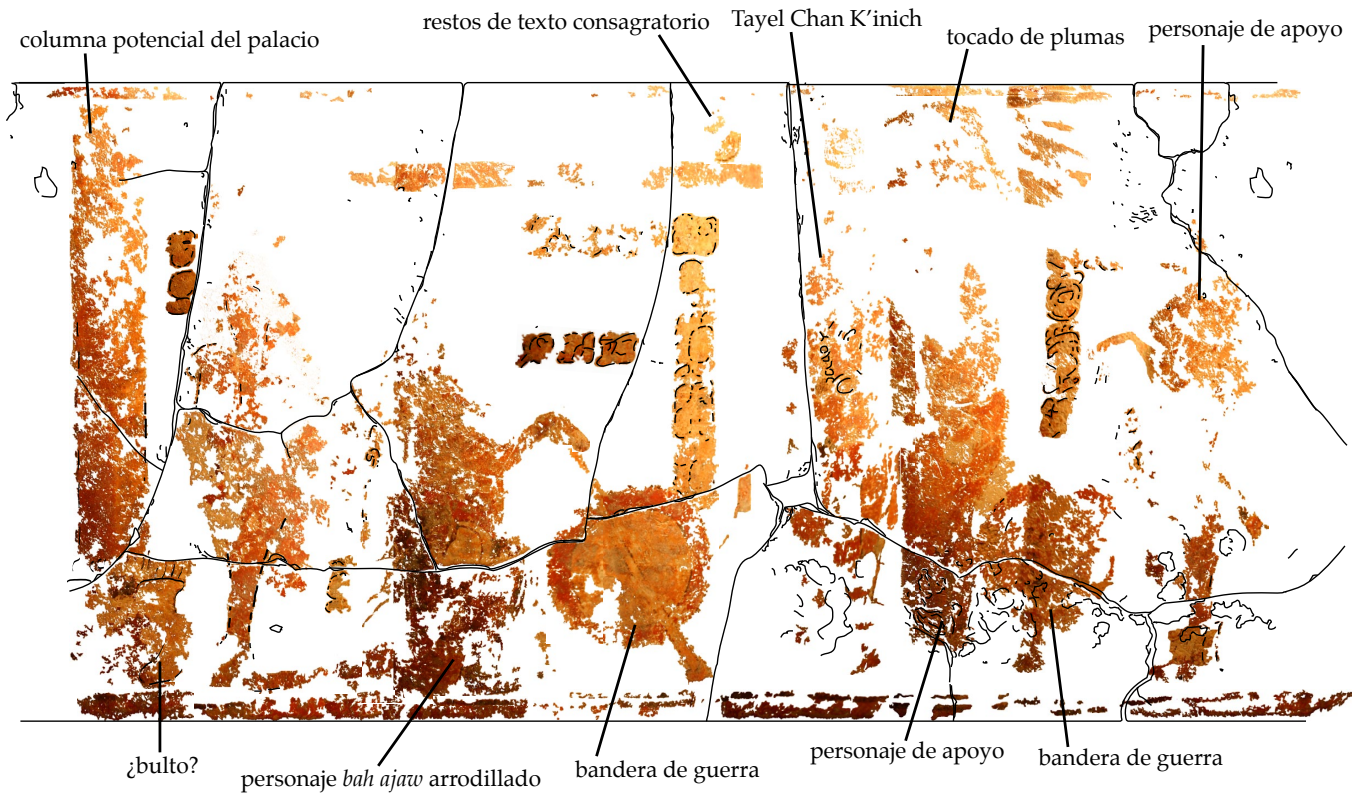 restos de texto consagratorio
Tayel Chan K’inich
columna potencial del palacio
tocado de plumas
personaje de apoyo
¿bulto?
personaje bah ajaw arrodillado
bandera de guerra
personaje de apoyo
bandera de guerra